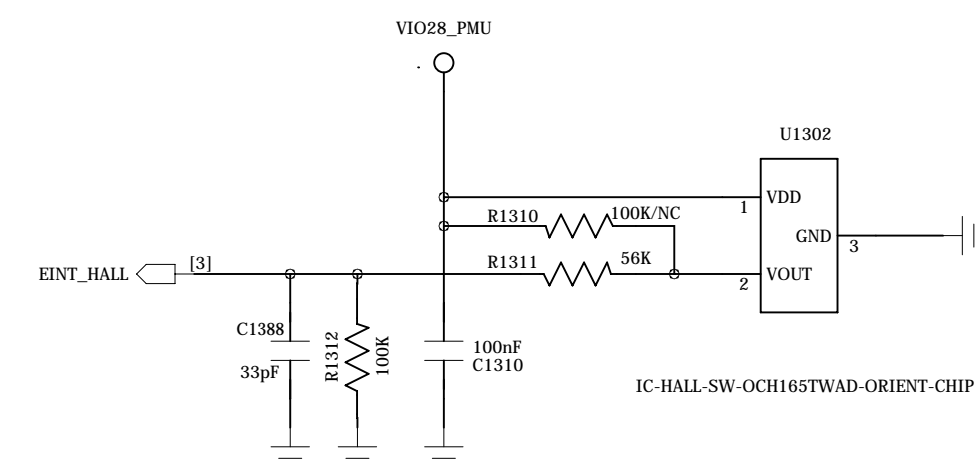 VIO28_PMU
U1302
VDD
1
R1310
100K/NC
GND
3
EINT_HALL
[3]
R1311
56K
VOUT
2
C1388
33pF
R1312
100K
100nF
C1310
IC-HALL-SW-OCH165TWAD-ORIENT-CHIP